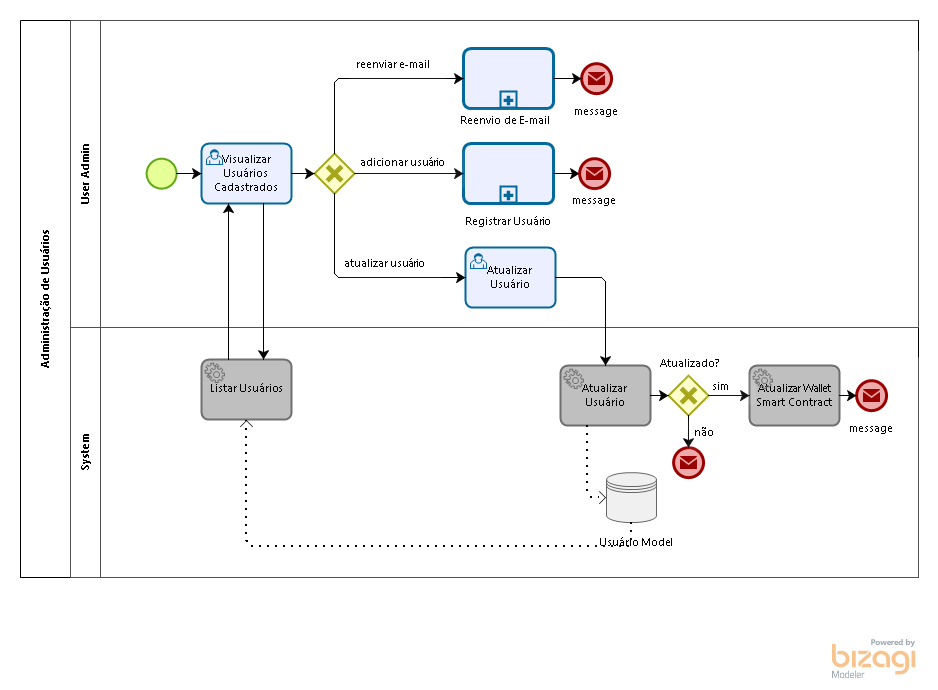 Administração de Usuários
User Admin
System
reenviar e-mail
Reenvio de E-mail
message
Visualizar
Usuários
Cadastrados
adicionar usuário
Registrar Usuário
message
atualizar usuário
Atualizar
Usuário
Listar Usuários
Atualizar
Usuário
Atualizado?
sim
não
Atualizar Wallet
Smart Contract
message
Usuário Model
Powered by
bizagi
Modeler